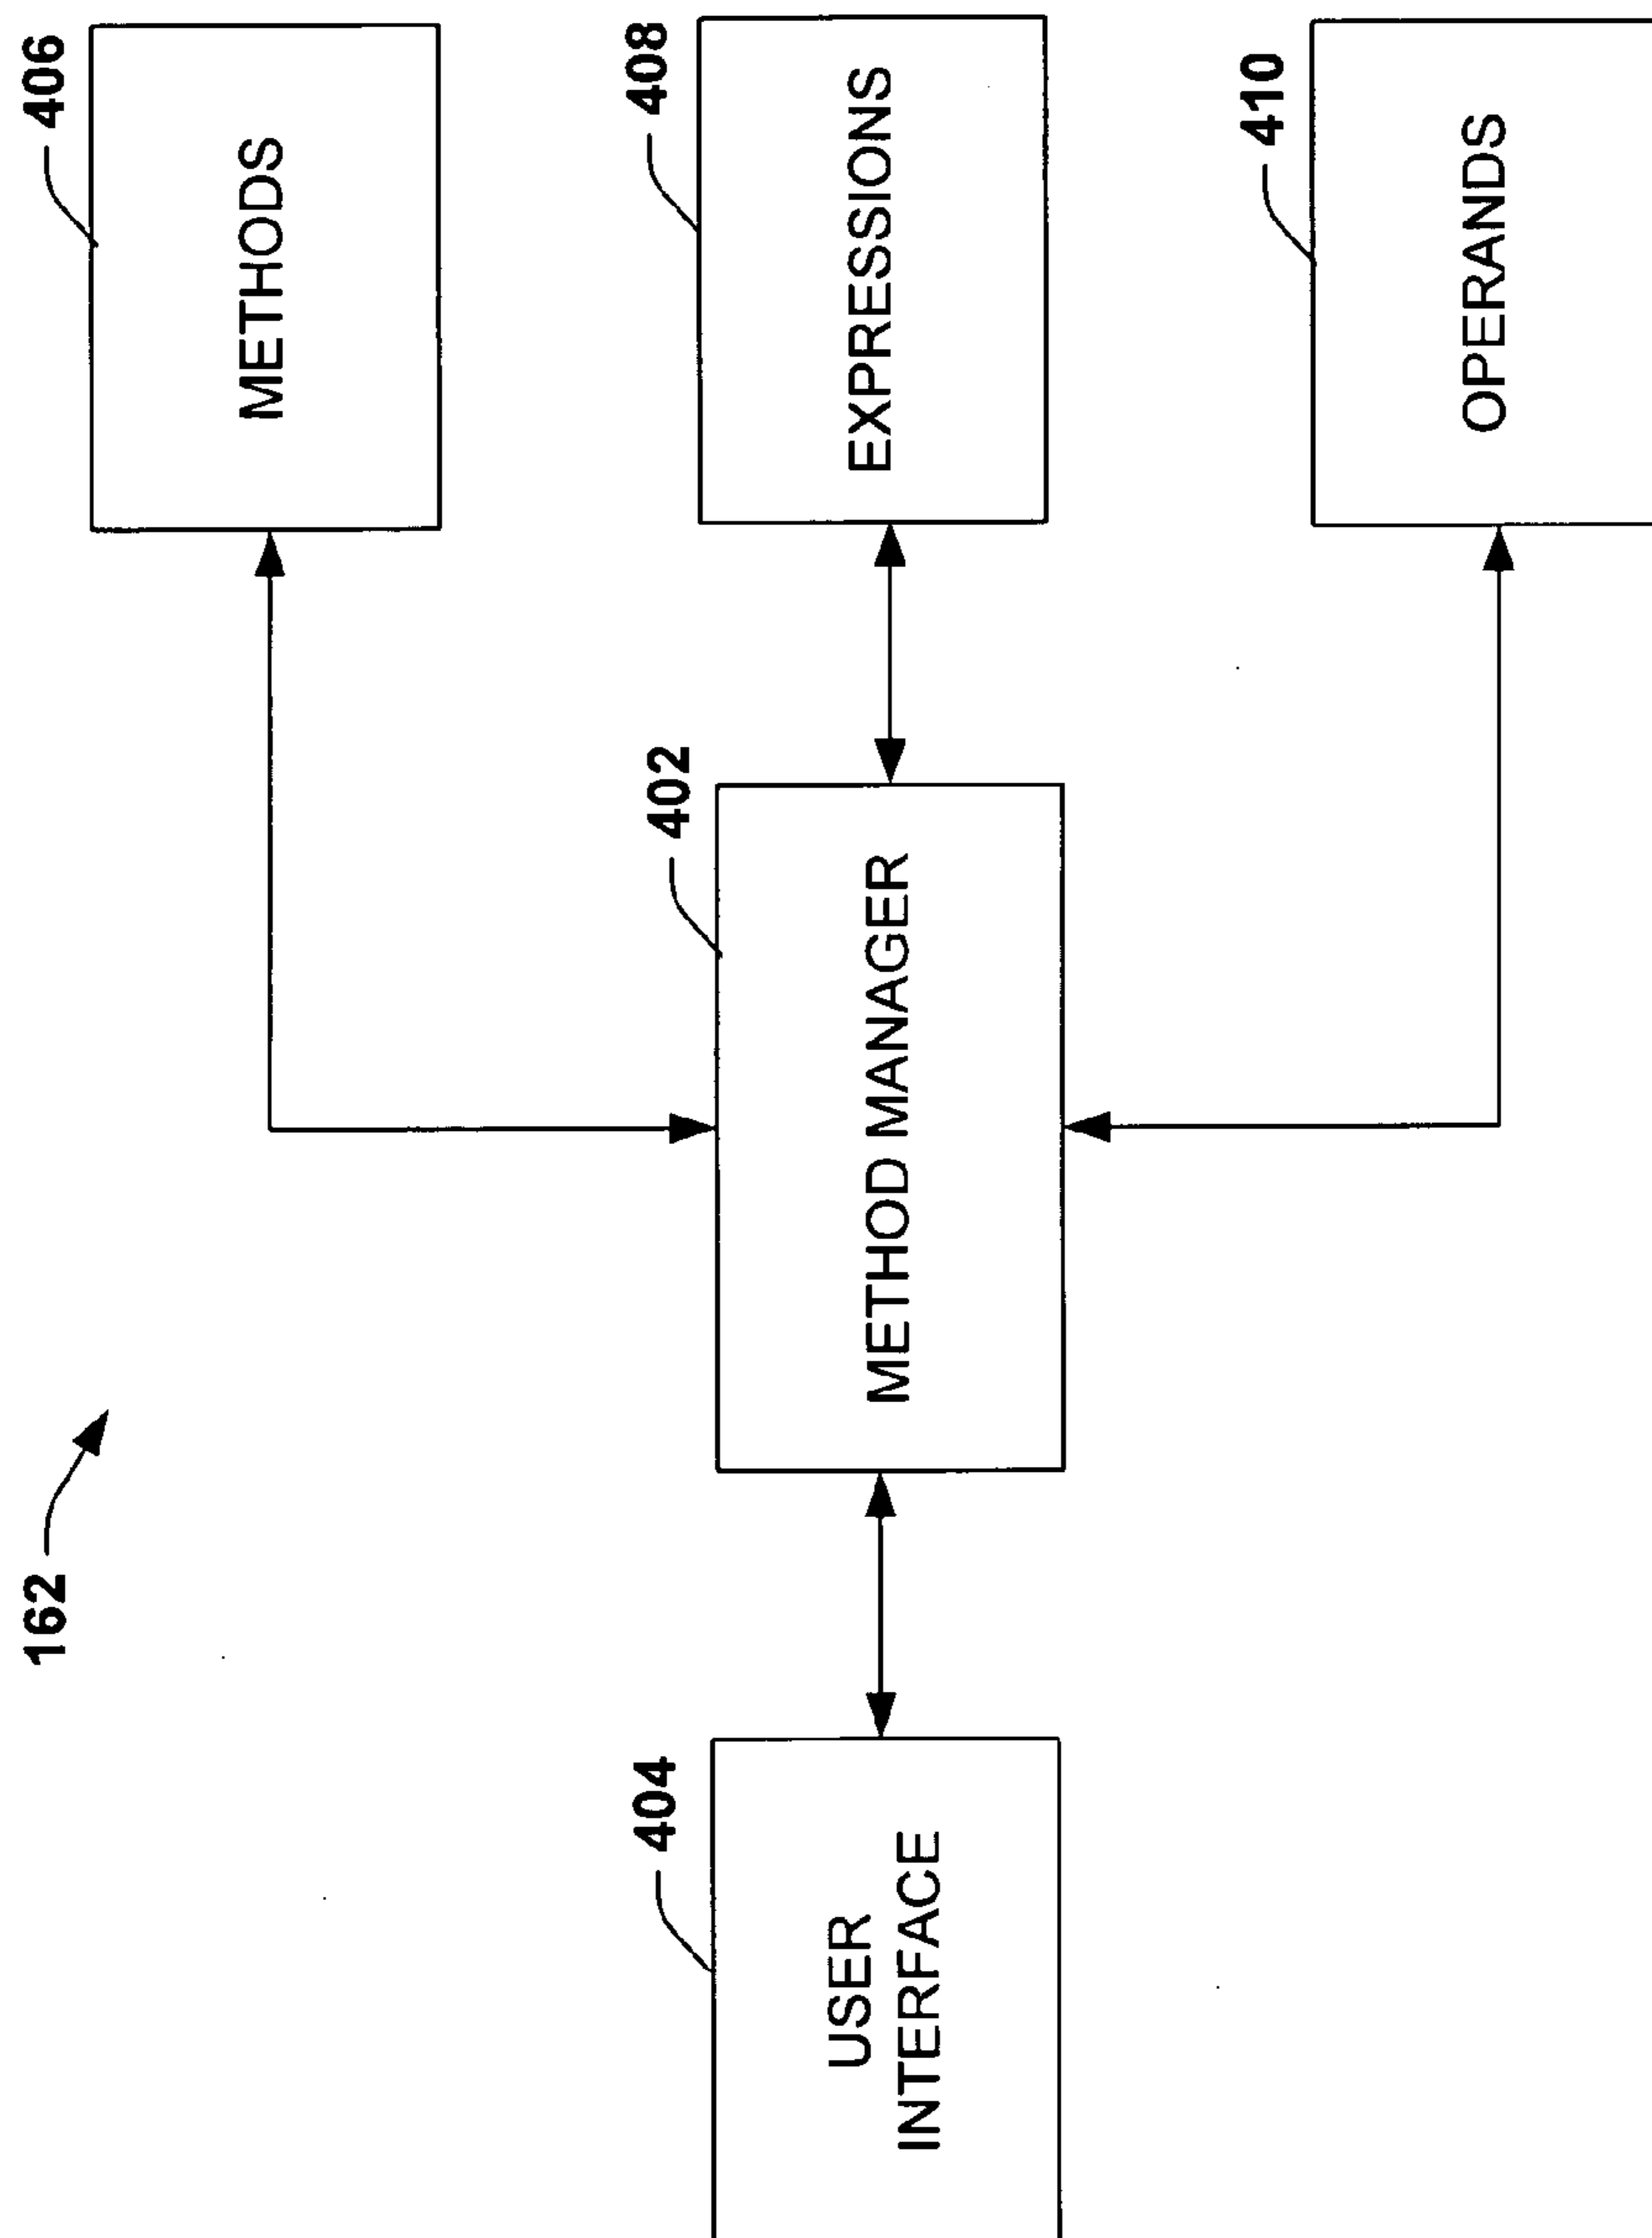 162
406
METHODS
404
USER
INTERFACE
402
METHOD MANAGER
408
EXPRESSIONS
410
OPERANDS